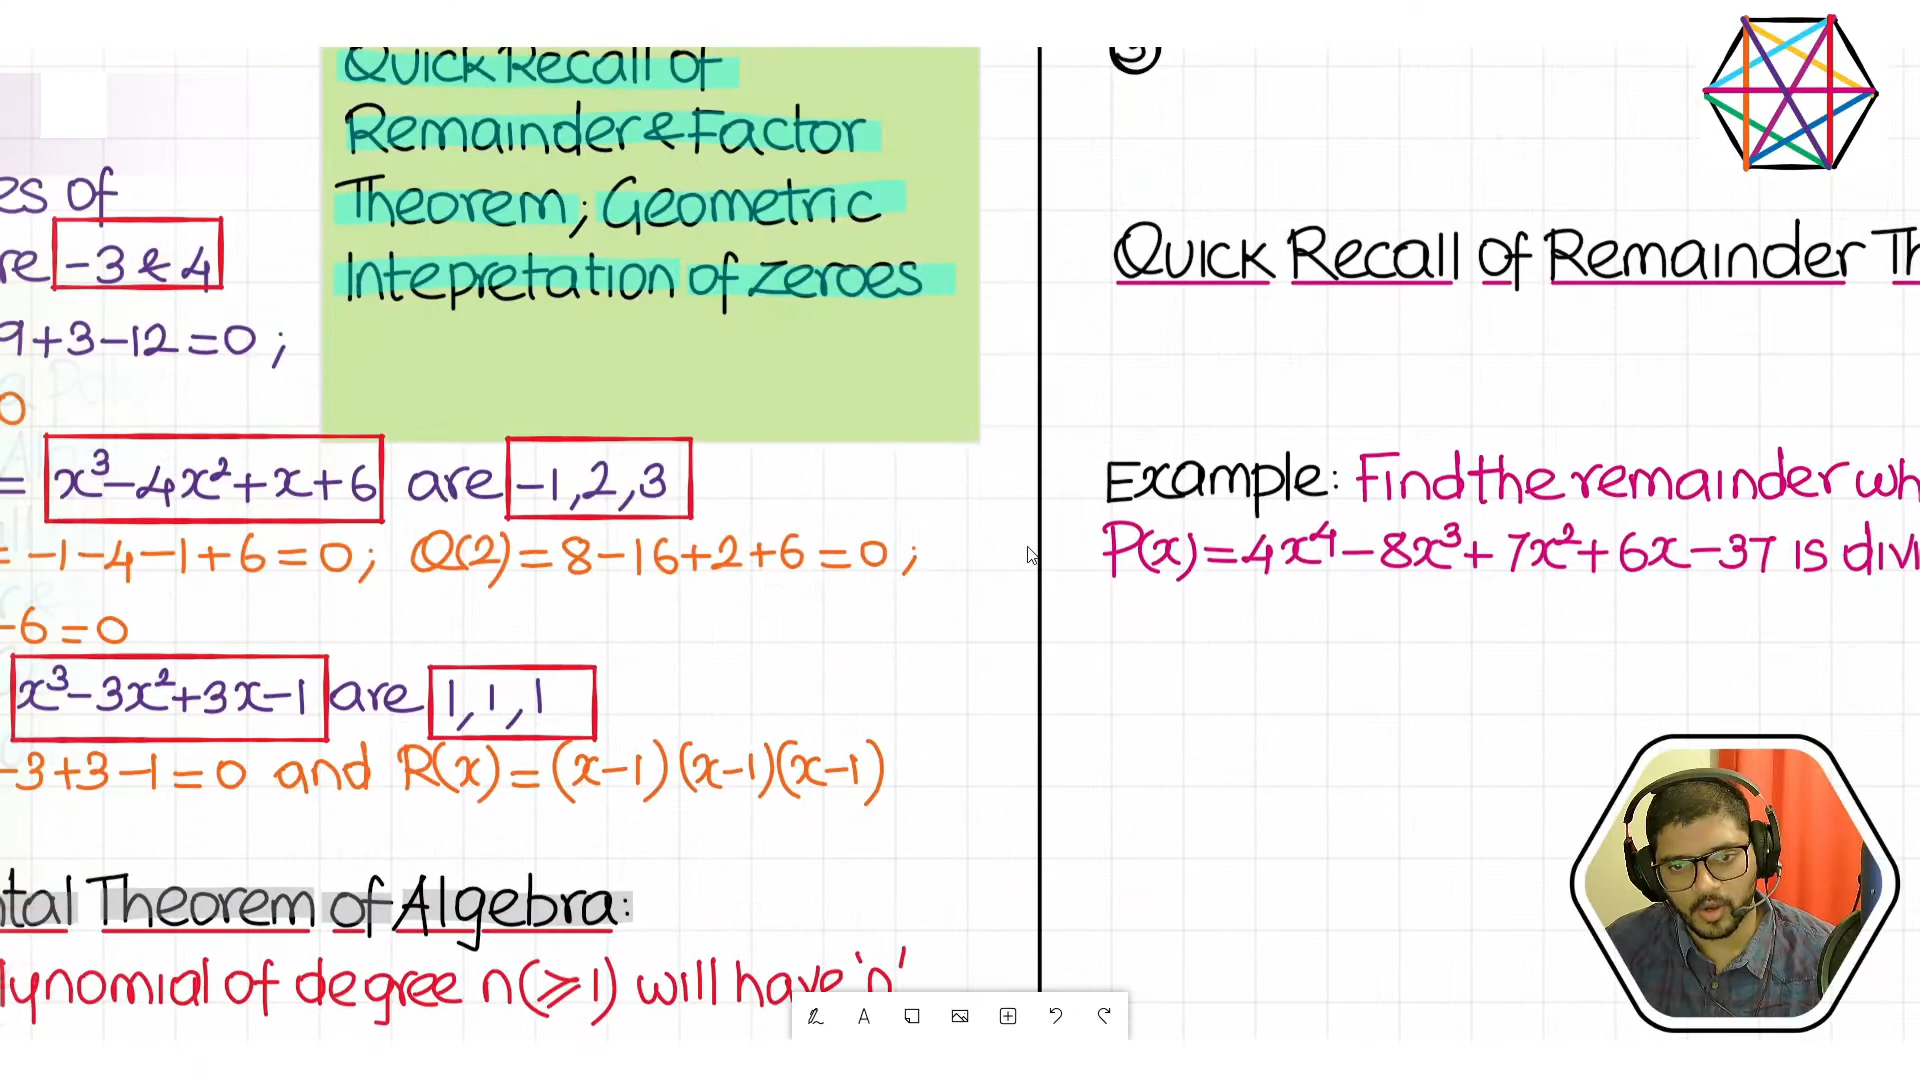 Quick Recall of
Remainder & Factor
Theorem; Geometric
Intepretation of zeroes
es of
re -3 & 4
9+3-12=0 ;
0
= x³-4x²+x+6 are -1,2,3
= -1-4-1+6=0; Q(2)=8-16+2+6=0 ;
-6=0
x³-3x²+3x-1 are 1,1,1
-3+3-1=0 and R(x)=(x-1)(x-1)(x-1)
ntal Theorem of Algebra:
lynomial of degree n(≥1) will have 'n'
Quick Recall of Remainder Th
Example: Find the remainder wh
P(x)=4x⁴-8x³+7x²+6x-37 is divi